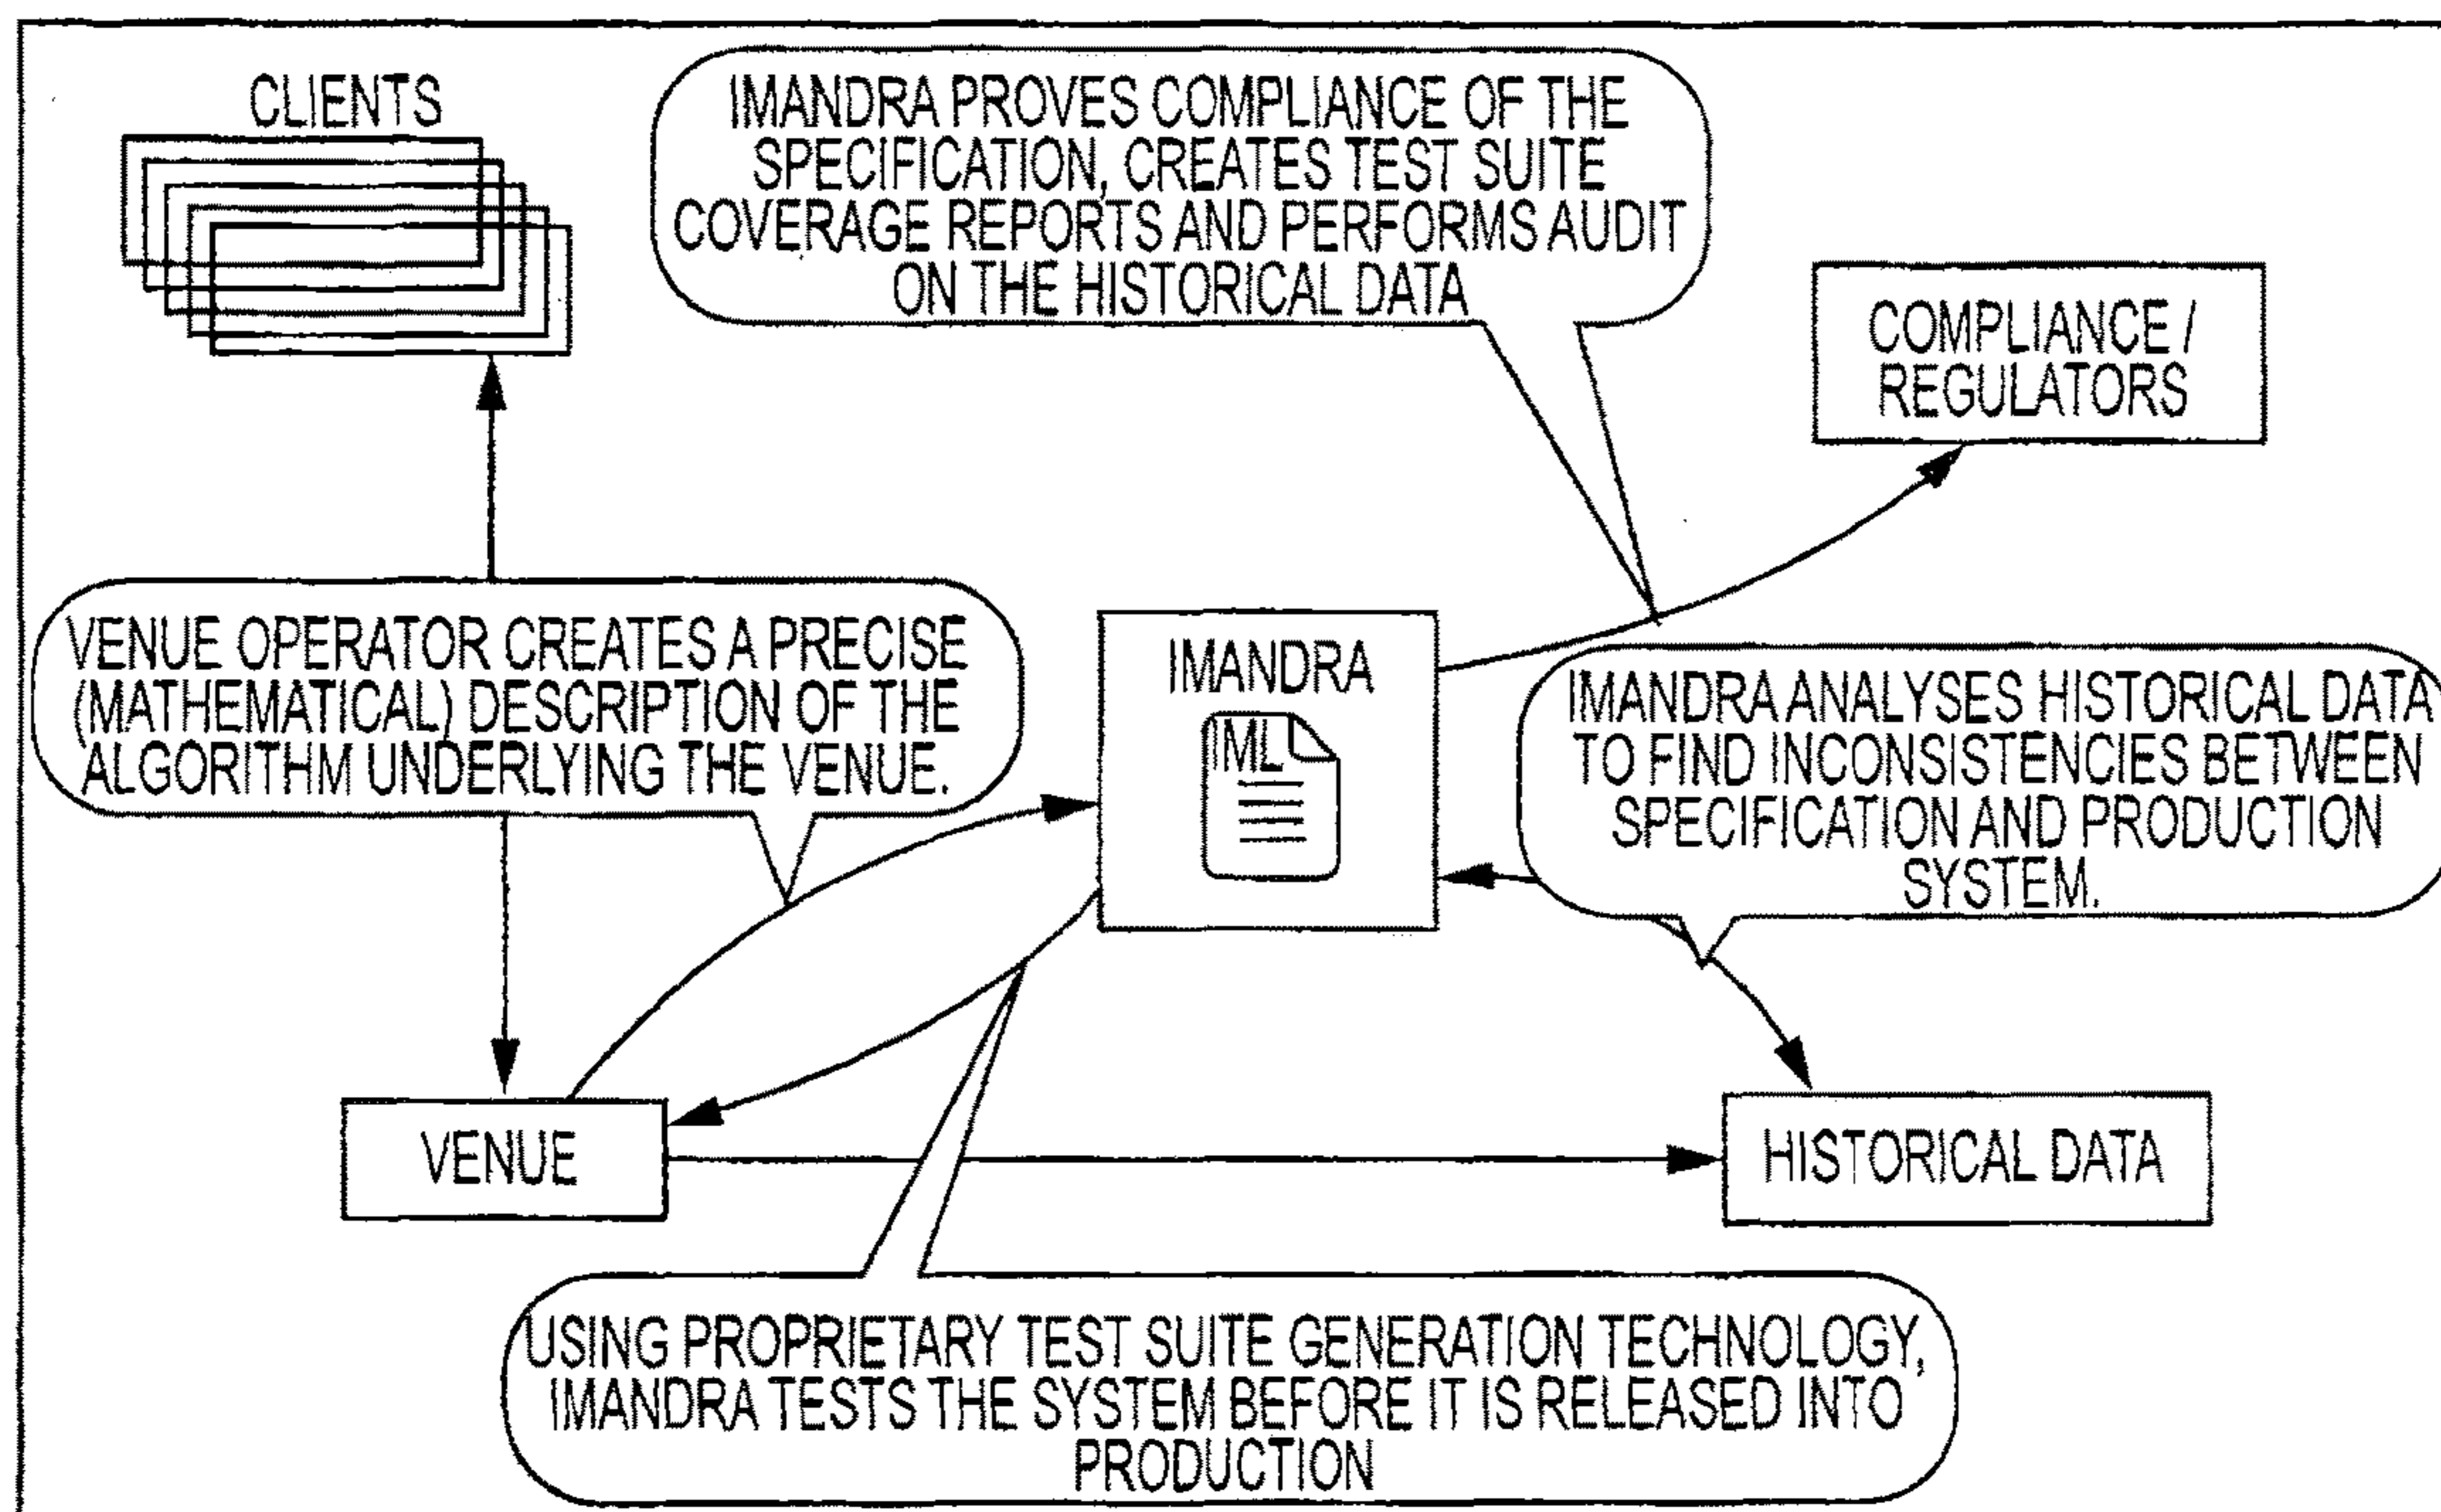 CLIENTS
IMANDRA PROVES COMPLIANCE OF THE
SPECIFICATION, CREATES TEST SUITE
COVERAGE REPORTS AND PERFORMS AUDIT
ON THE HISTORICAL DATA
COMPLIANCE /
REGULATORS
VENUE OPERATOR CREATES A PRECISE
(MATHEMATICAL) DESCRIPTION OF THE
ALGORITHM UNDERLYING THE VENUE.
IMANDRA
IML
IMANDRA ANALYSES HISTORICAL DATA
TO FIND INCONSISTENCIES BETWEEN
SPECIFICATION AND PRODUCTION
SYSTEM.
VENUE
HISTORICAL DATA
USING PROPRIETARY TEST SUITE GENERATION TECHNOLOGY,
IMANDRA TESTS THE SYSTEM BEFORE IT IS RELEASED INTO
PRODUCTION